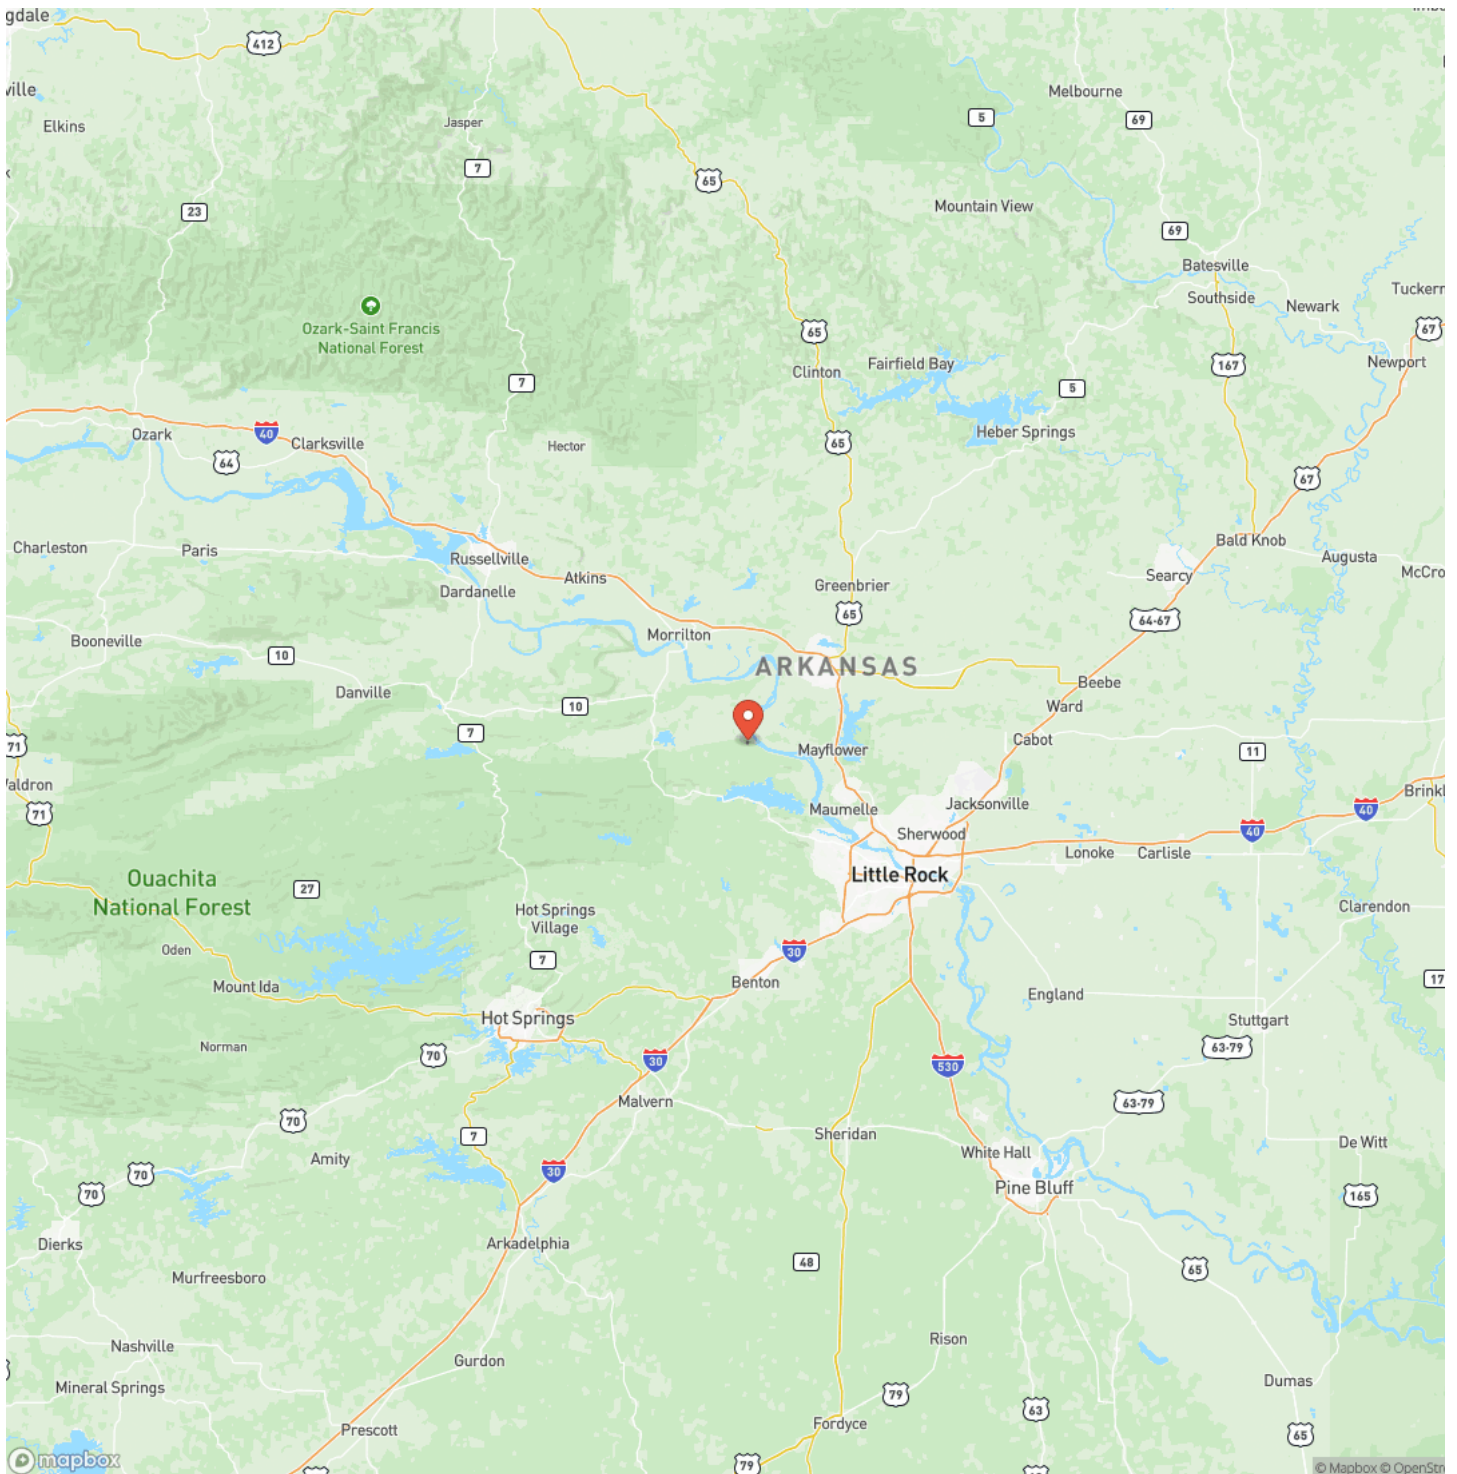 gdale
412
ville
Elkins
Jasper
7
Melbourne
5
69
65
23
Mountain View
69
Batesville
Southside
Newark
Tuckern
67
Ozark-Saint Francis
National Forest
65
Clinton
Fairfield Bay
167
Newport
7
5
Ozark
40
Clarksville
Hector
65
Heber Springs
64
67
Charleston
Paris
Russellville
Bald Knob
Augusta
Atkins
Dardanelle
Greenbrier
Searcy
McCro
65
64-67
Booneville
Morrilton
10
ARKANSAS
Danville
10
Beebe
Ward
7
71
Mayflower
Cabot
11
Waldron
71
Maumelle
Jacksonville
Brinkl
40
Sherwood
40
Lonoke
Carlisle
Ouachita
National Forest
27
Little Rock
Hot Springs
Village
Clarendon
Oden
7
30
Mount Ida
Benton
England
17
Hot Springs
Stuttgart
Norman
70
30
530
63-79
Malvern
63-79
70
7
Sheridan
White Hall
De Witt
Amity
70
30
70
Pine Bluff
165
Dierks
Arkadelphia
48
65
Murfreesboro
Nashville
Rison
Gurdon
Mineral Springs
Dumas
79
63
Prescott
Fordyce
65
79
mapbox
© Mapbox © OpenStre